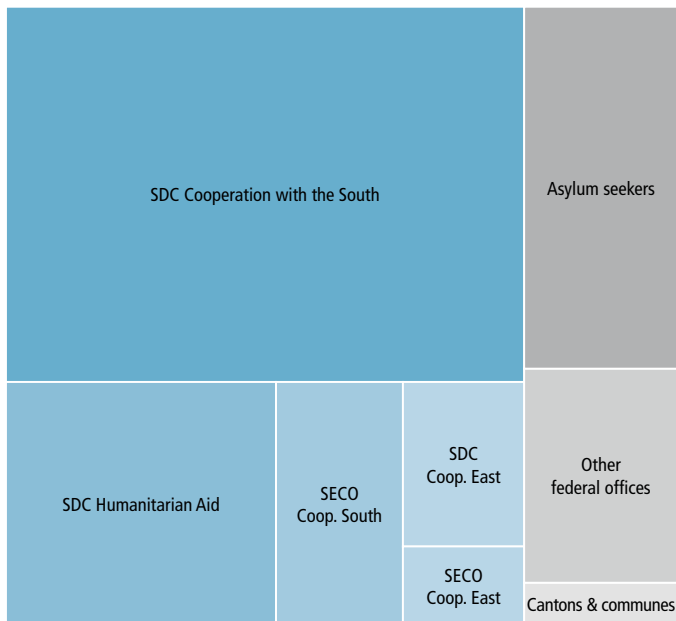 SDC Cooperation with the South
Asylum seekers
SDC Humanitarian Aid
SECO
Coop. South
SDC
Coop. East
SECO
Coop. East
Other
federal offices
Cantons & communes